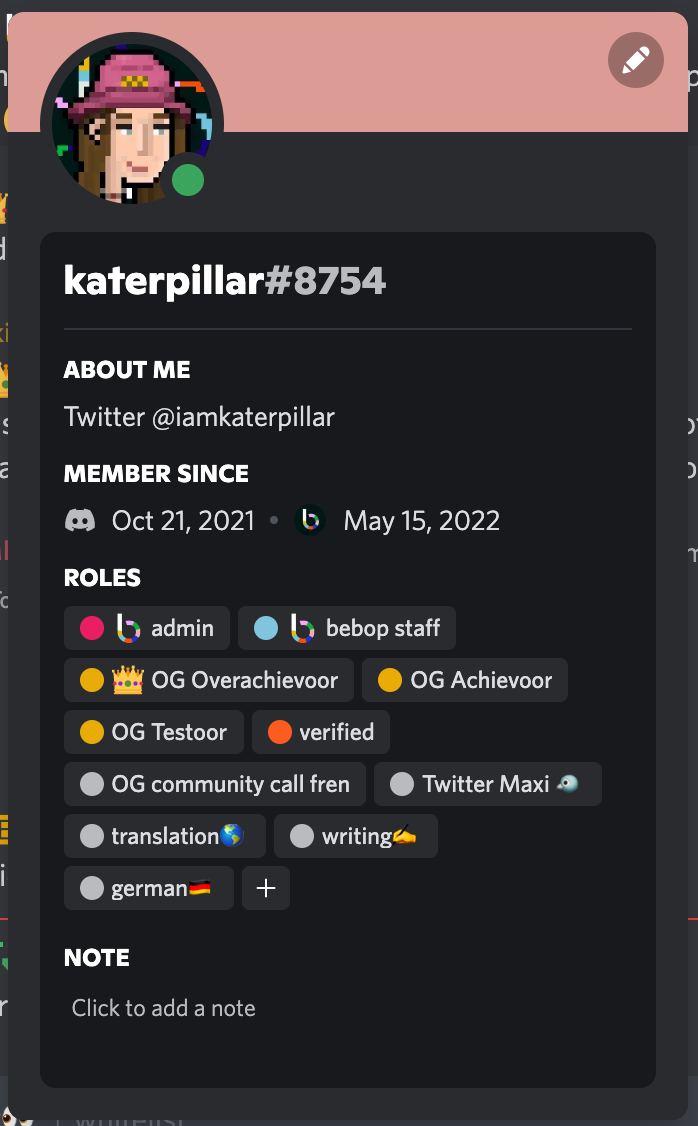 katerpillar#8754
ABOUT ME
Twitter @iamkaterpillar
MEMBER SINCE
Oct 21, 2021 • May 15, 2022
ROLES
admin bebop staff
👑 OG Overachievoor OG Achievoor
OG Testoor verified
OG community call fren Twitter Maxi 🐦
translation🌎 writing✍️
german🇩🇪 +
NOTE
Click to add a note